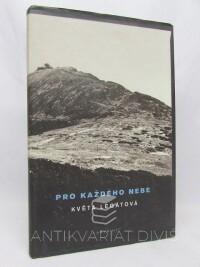 PRO KAŽDÉHO NEBE
KVĚTA LEGÁTOVÁ
ANTIKVARIÁT DIVIŠ